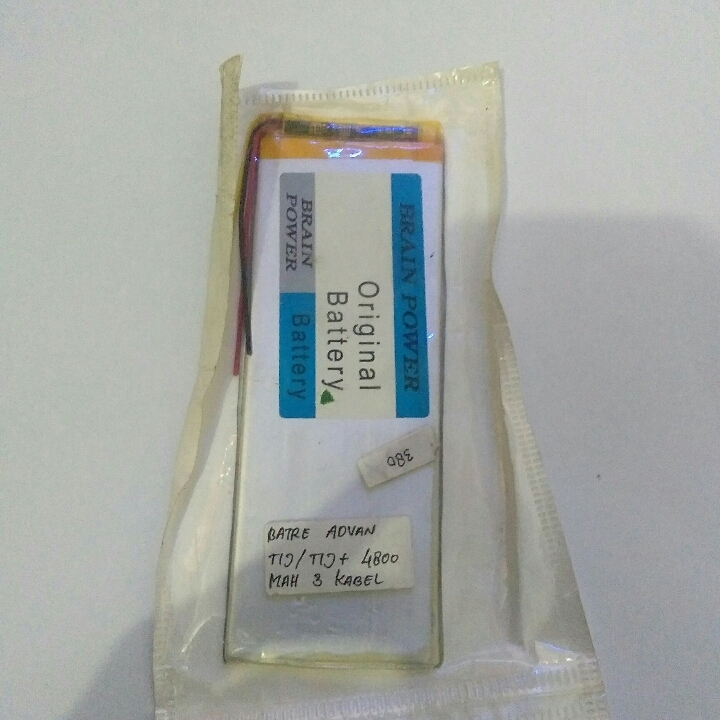 BRAIN POWER
Original
Battery
BRAIN
POWER
Battery
380
BATRE ADVAN
T1J/T1J+ 4800
MAH 3 KABEL